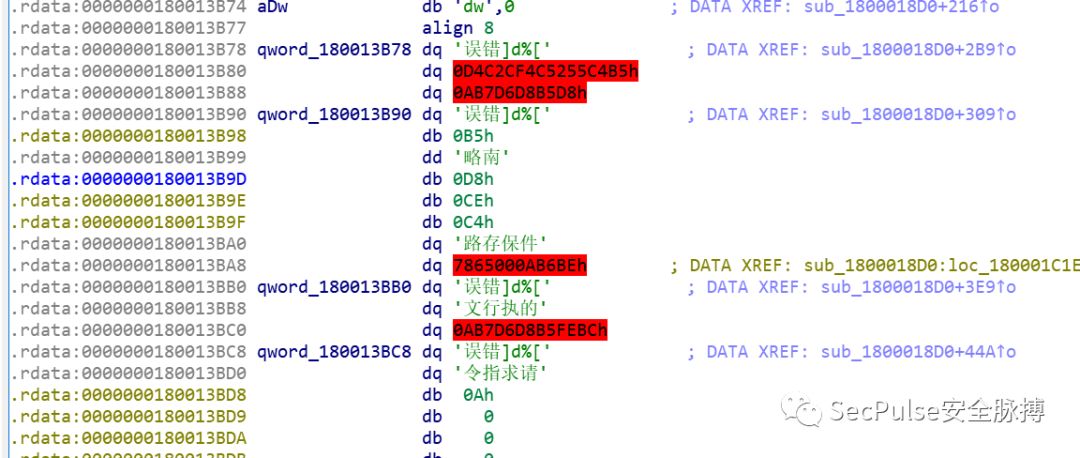 .rdata:0000000180013B74 aDw db 'dw',0 ; DATA XREF: sub_1800018D0+216↑o
.rdata:0000000180013B77 align 8
.rdata:0000000180013B78 qword_180013B78 dq '误错]d%[' ; DATA XREF: sub_1800018D0+2B9↑o
.rdata:0000000180013B80 dq 0D4C2CF4C5255C4B5h
.rdata:0000000180013B88 dq 0AB7D6D8B5D8h
.rdata:0000000180013B90 qword_180013B90 dq '误错]d%[' ; DATA XREF: sub_1800018D0+309↑o
.rdata:0000000180013B98 db 0B5h
.rdata:0000000180013B99 dd '略南'
.rdata:0000000180013B9D db 0D8h
.rdata:0000000180013B9E db 0CEh
.rdata:0000000180013B9F db 0C4h
.rdata:0000000180013BA0 dq '路存保件'
.rdata:0000000180013BA8 dq 7865000AB6BEh ; DATA XREF: sub_1800018D0:loc_180001C1E
.rdata:0000000180013BB0 qword_180013BB0 dq '误错]d%[' ; DATA XREF: sub_1800018D0+3E9↑o
.rdata:0000000180013BB8 dq '文行执的'
.rdata:0000000180013BC0 dq 0AB7D6D8B5FEBCh
.rdata:0000000180013BC8 qword_180013BC8 dq '误错]d%[' ; DATA XREF: sub_1800018D0+44A↑o
.rdata:0000000180013BD0 dq '令指求请'
.rdata:0000000180013BD8 db 0Ah
.rdata:0000000180013BD9 db 0
.rdata:0000000180013BDA db 0
.rdata:0000000180013BDB db 0
SecPulse安全脉搏